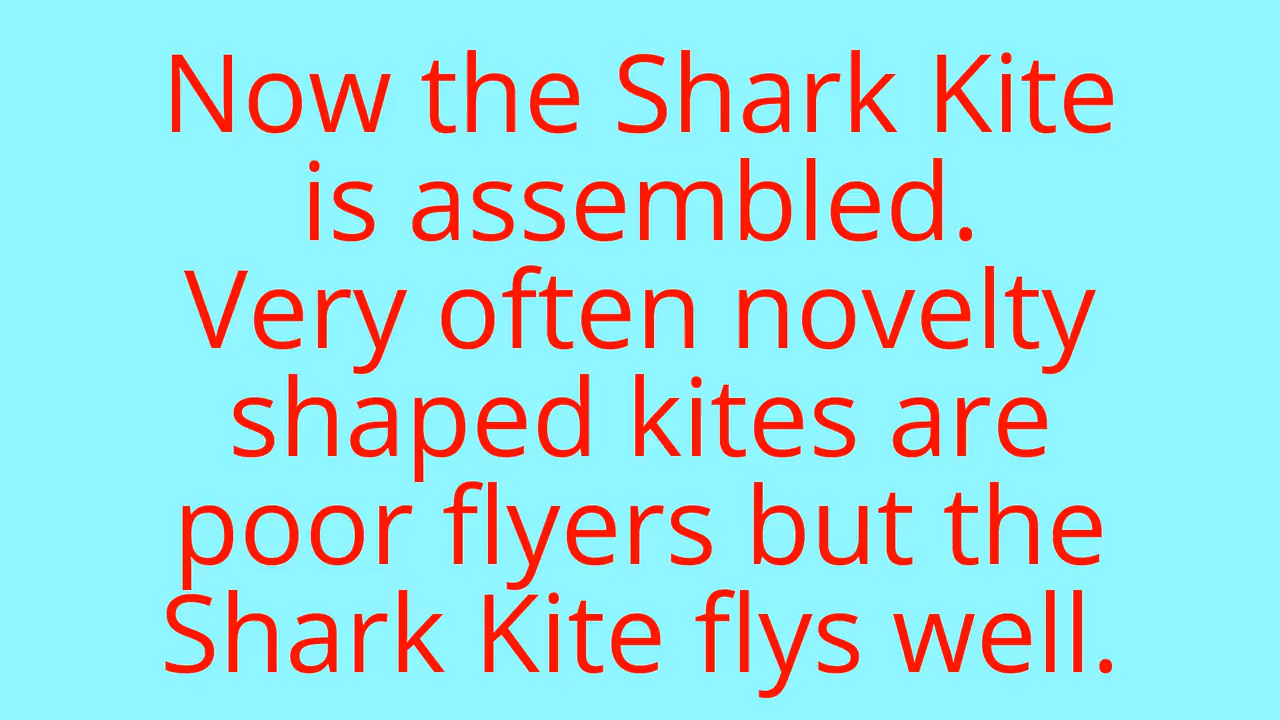 Now the Shark Kite
is assembled.
Very often novelty
shaped kites are
poor flyers but the
Shark Kite flys well.